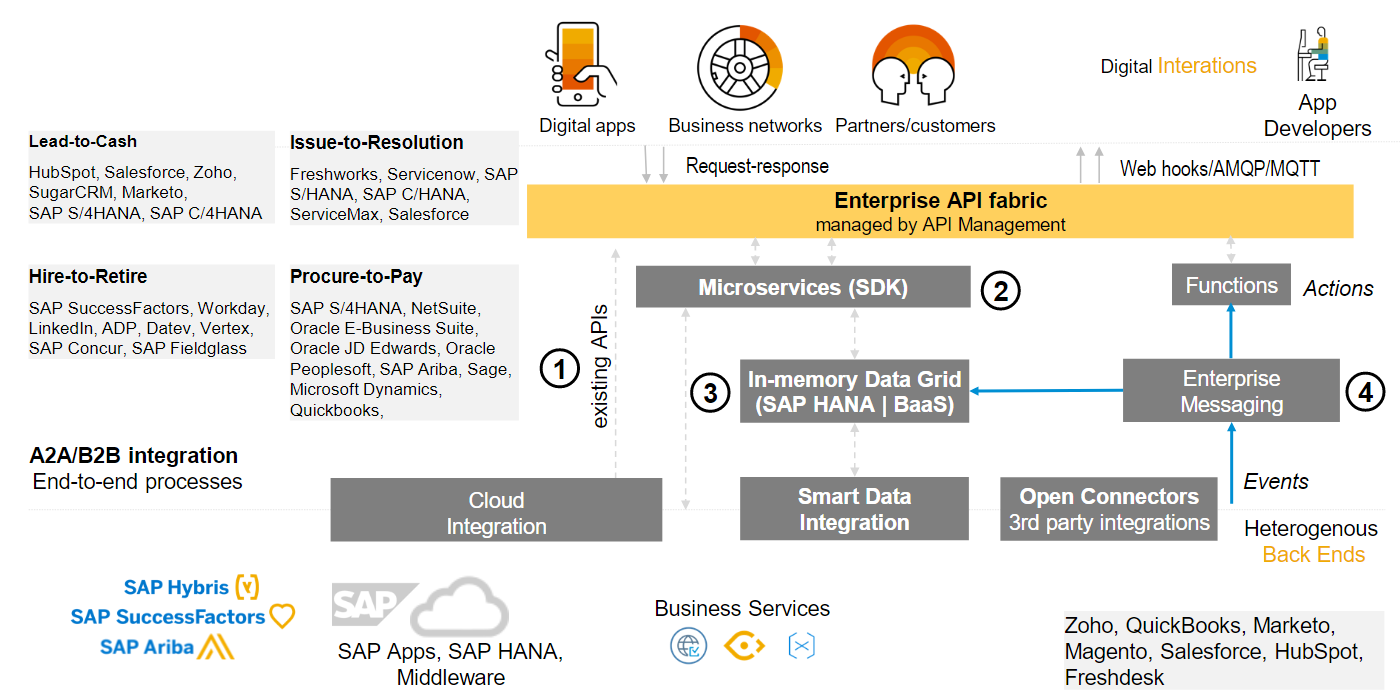 Digital apps
Business networks
Partners/customers
Digital Interations
App
Developers
Lead-to-Cash
HubSpot, Salesforce, Zoho,
SugarCRM, Marketo,
SAP S/4HANA, SAP C/4HANA
Issue-to-Resolution
Freshworks, Servicenow, SAP
S/HANA, SAP C/HANA,
ServiceMax, Salesforce
Request-response
Web hooks/AMQP/MQTT
Enterprise API fabric
managed by API Management
Hire-to-Retire
SAP SuccessFactors, Workday,
LinkedIn, ADP, Datev, Vertex,
SAP Concur, SAP Fieldglass
Procure-to-Pay
SAP S/4HANA, NetSuite,
Oracle E-Business Suite,
Oracle JD Edwards, Oracle
Peoplesoft, SAP Ariba, Sage,
Microsoft Dynamics,
Quickbooks,
1
existing APIs
Microservices (SDK)
2
Functions
Actions
3
In-memory Data Grid
(SAP HANA | BaaS)
Enterprise
Messaging
4
A2A/B2B integration
End-to-end processes
Cloud
Integration
Smart Data
Integration
Open Connectors
3rd party integrations
Events
Heterogenous
Back Ends
SAP Hybris
SAP SuccessFactors
SAP Ariba
SAP
SAP Apps, SAP HANA,
Middleware
Business Services
Zoho, QuickBooks, Marketo,
Magento, Salesforce, HubSpot,
Freshdesk